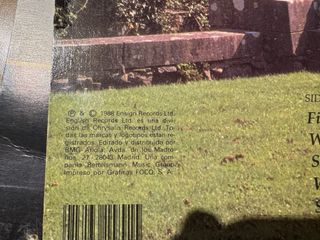 ℗ & © 1988 Ensign Records Ltd.
Ensign Records Ltd. es una divi-
sión de Chrysalis Records Ltd. To-
das las marcas y logotipos están re-
gistrados. Editado y distribuido por
BMG Ariola. Avda. de los Madro-
ños, 27 - 28043 Madrid. Una com-
pañía Bertelsmann Music Group.
Impreso por Gráficas FOCO, S. A.
SID
Fi
W
S
W
S